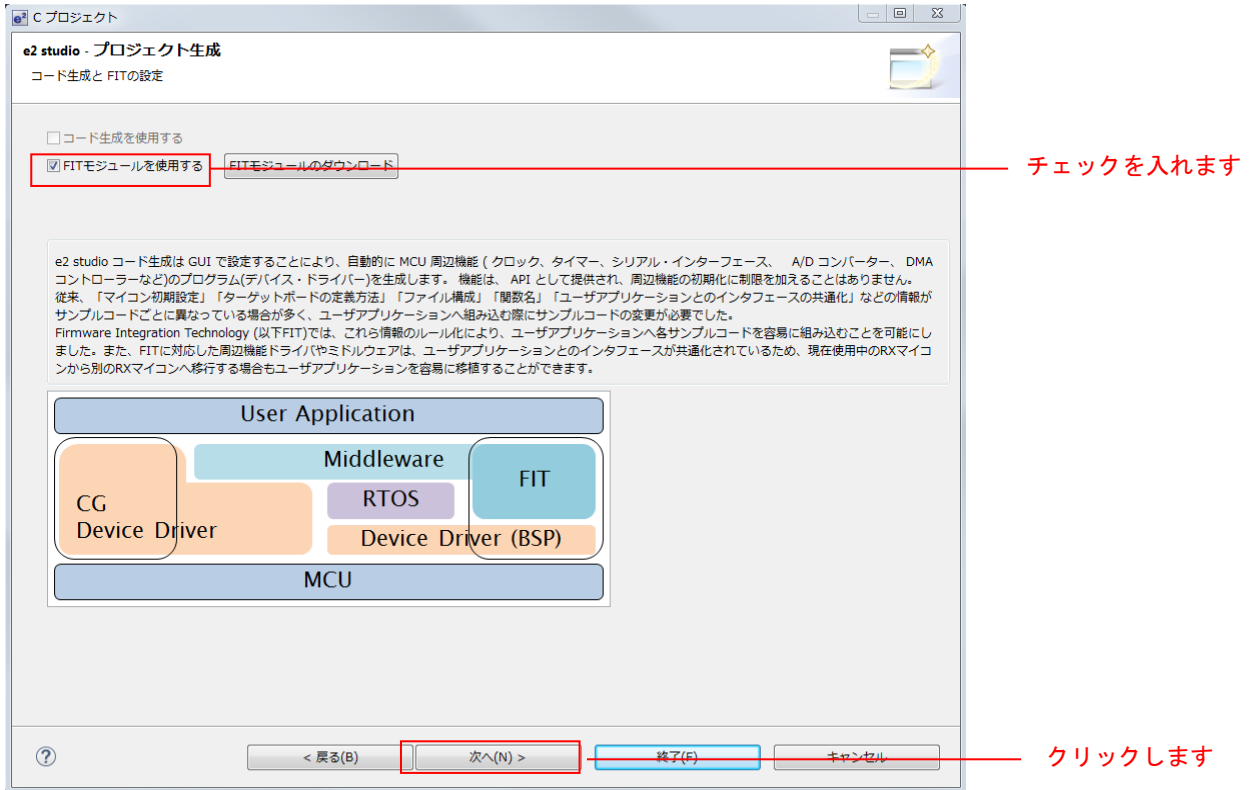 e² C プロジェクト
e2 studio - プロジェクト生成
コード生成と FITの設定
コード生成を使用する
FITモジュールを使用する FITモジュールのダウンロード
チェックを入れます
e2 studio コード生成は GUI で設定することにより、自動的に MCU 周辺機能 ( クロック、タイマー、シリアル・インターフェース、 A/D コンバーター、 DMA
コントローラーなど)のプログラム(デバイス・ドライバー)を生成します。 機能は、 API として提供され、周辺機能の初期化に制限を加えることはありません。
従来、「マイコン初期設定」「ターゲットボードの定義方法」「ファイル構成」「関数名」「ユーザアプリケーションとのインタフェースの共通化」などの情報が
サンプルコードごとに異なっている場合が多く、ユーザアプリケーションへ組み込む際にサンプルコードの変更が必要でした。
Firmware Integration Technology (以下FIT)では、これら情報のルール化により、ユーザアプリケーションへ各サンプルコードを容易に組み込むことを可能にし
ました。また、FITに対応した周辺機能ドライバやミドルウェアは、ユーザアプリケーションとのインタフェースが共通化されているため、現在使用中のRXマイコ
ンから別のRXマイコンへ移行する場合もユーザアプリケーションを容易に移植することができます。
User Application
Middleware
FIT
RTOS
CG
Device Driver
Device Driver (BSP)
MCU
? < 戻る(B) 次へ(N) > 終了(F) キャンセル
クリックします